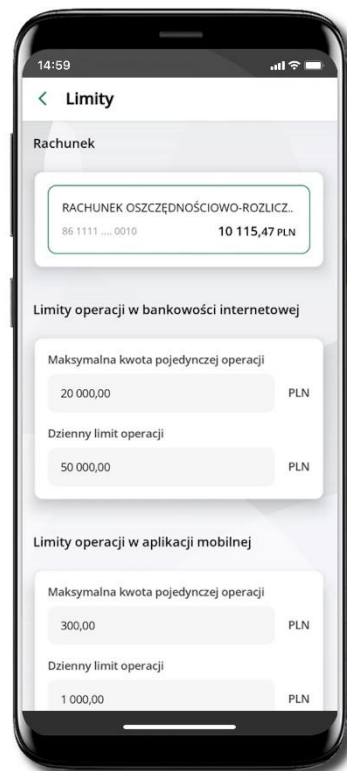 14:59
Limity
Rachunek
RACHUNEK OSZCZĘDNOŚCIOWO-ROZLICZ..
86 1111 .... 0010 10 115,47 PLN
Limity operacji w bankowości internetowej
Maksymalna kwota pojedynczej operacji
20 000,00 PLN
Dzienny limit operacji
50 000,00 PLN
Limity operacji w aplikacji mobilnej
Maksymalna kwota pojedynczej operacji
300,00 PLN
Dzienny limit operacji
1 000,00 PLN